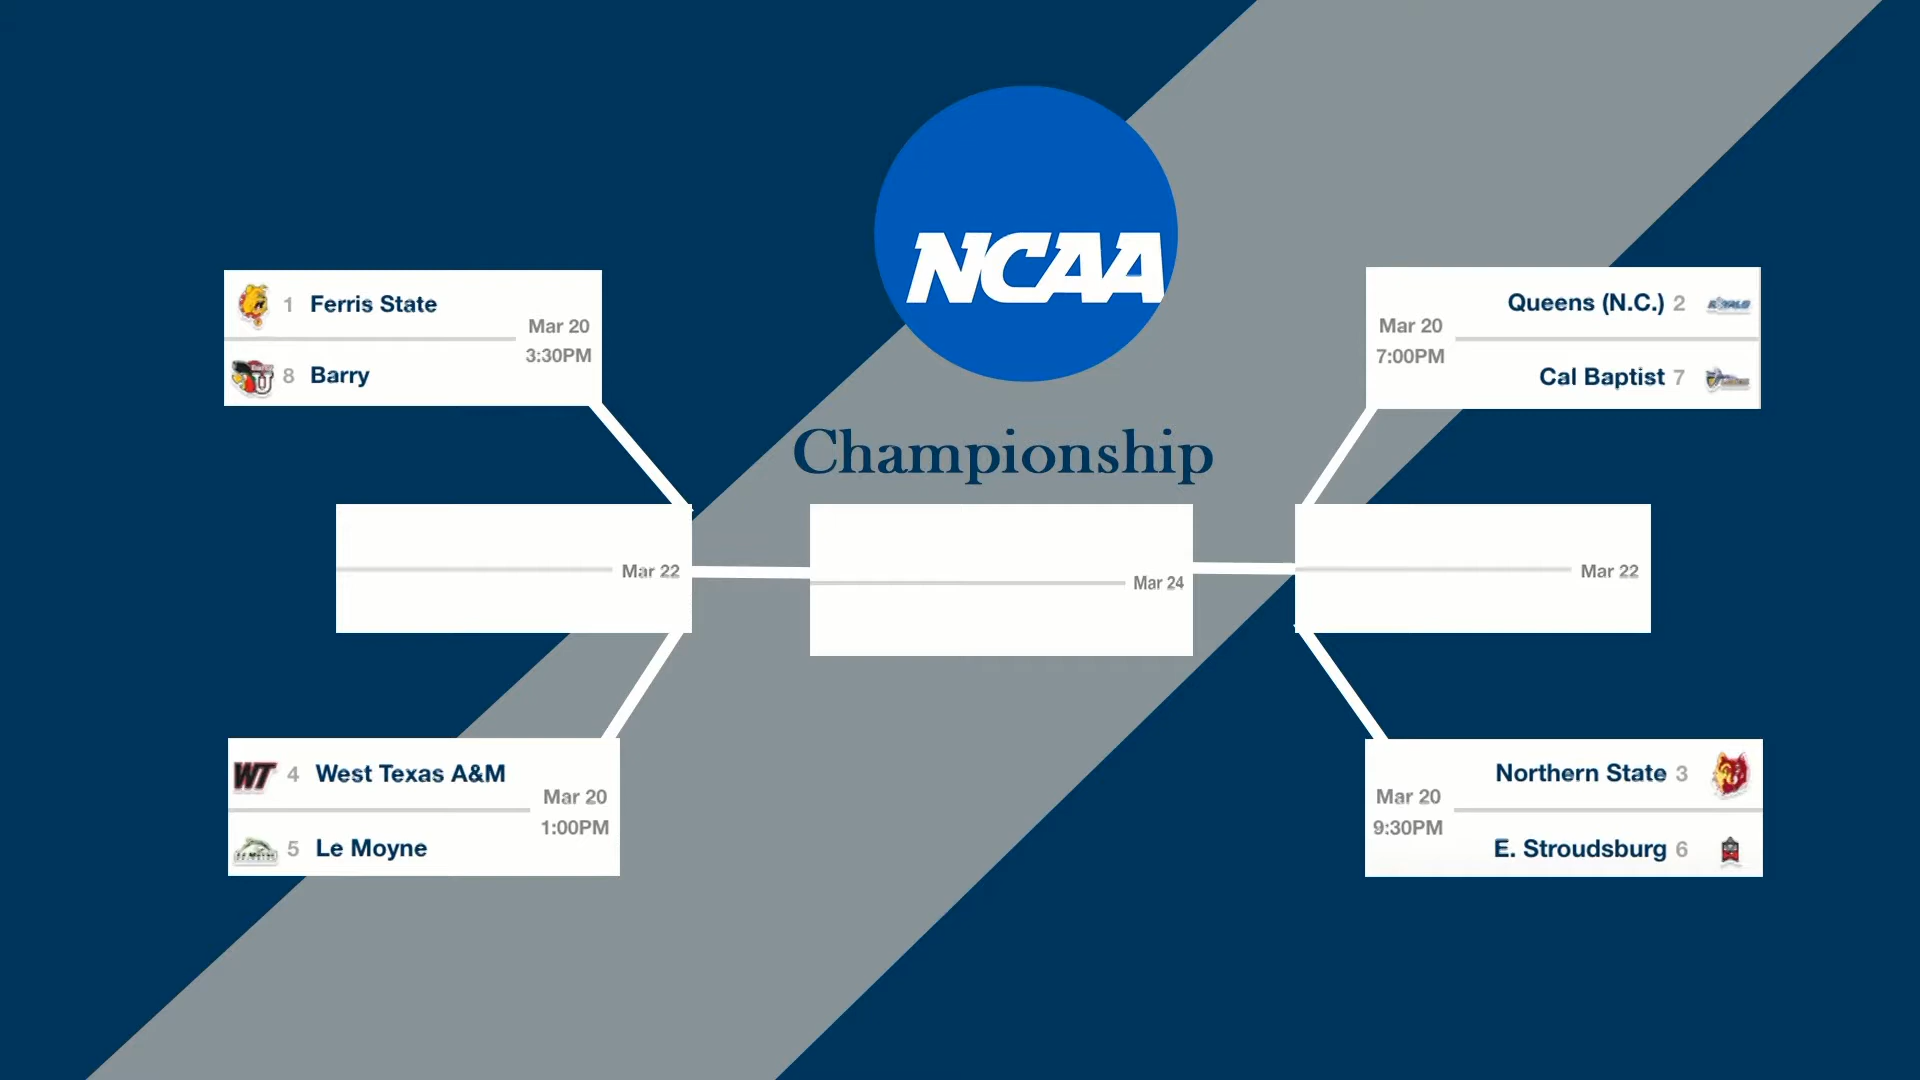 NCAA
Championship
1 Ferris State
8 Barry
Mar 20
3:30PM
Queens (N.C.) 2
Cal Baptist 7
Mar 20
7:00PM
Mar 22
Mar 24
Mar 22
WT 4 West Texas A&M
5 Le Moyne
Mar 20
1:00PM
Northern State 3
E. Stroudsburg 6
Mar 20
9:30PM